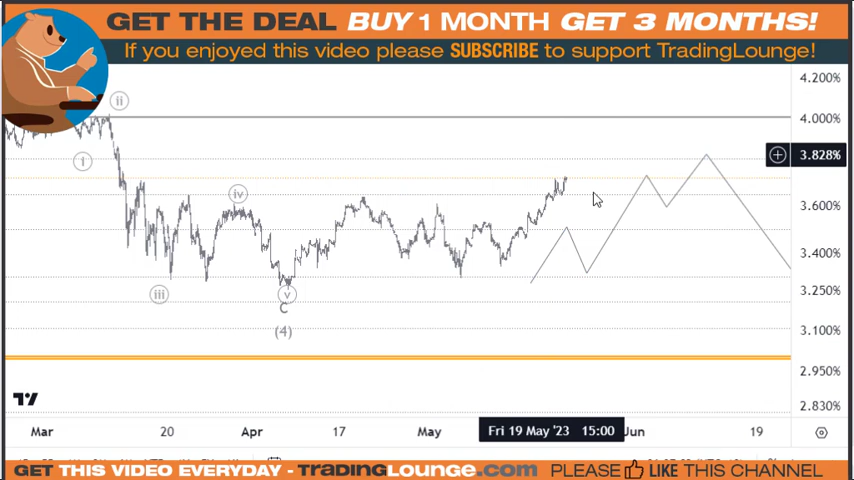 GET THE DEAL BUY 1 MONTH GET 3 MONTHS!
If you enjoyed this video please SUBSCRIBE to support TradingLounge!
4.200%
ii
4.000%
i
+ 3.828%
iv
3.600%
3.400%
iii
v
3.250%
C
(4)
3.100%
2.950%
2.830%
Mar 20 Apr 17 May Fri 19 May '23 15:00 Jun 19
GET THIS VIDEO EVERYDAY - TRADINGLOUNGE.com PLEASE LIKE THIS CHANNEL